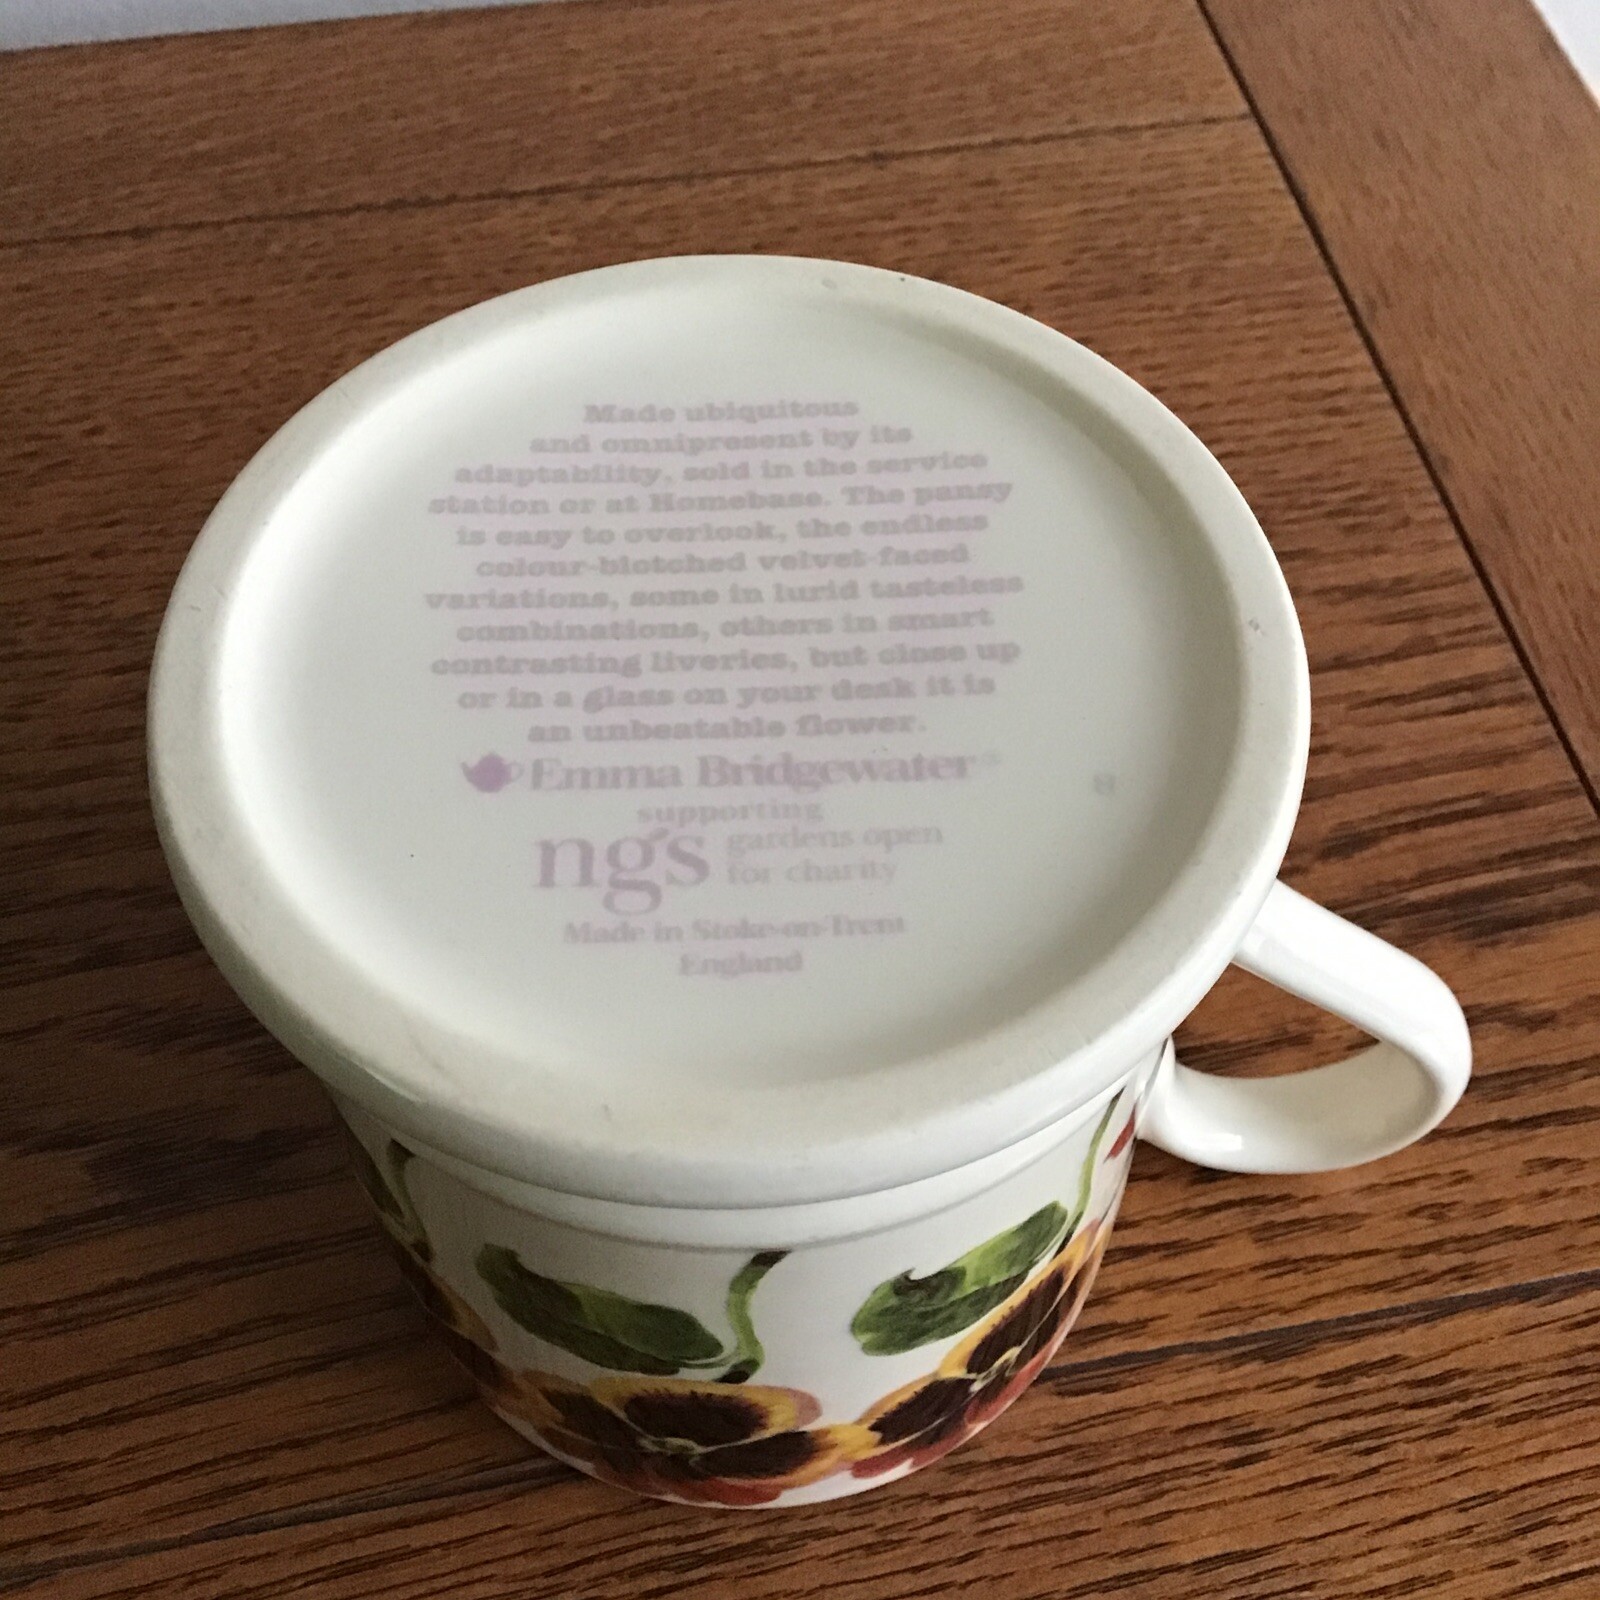 Made ubiquitous
and omnipresent by its
adaptability, sold in the service
station or at Homebase. The pansy
is easy to overlook, the endless
colour-blotched velvet-faced
variations, some in lurid tasteless
combinations, others in smart
contrasting liveries, but close up
or in a glass on your desk it is
an unbeatable flower.
Emma Bridgewater
supporting
ngs gardens open
for charity
Made in Stoke-on-Trent
England